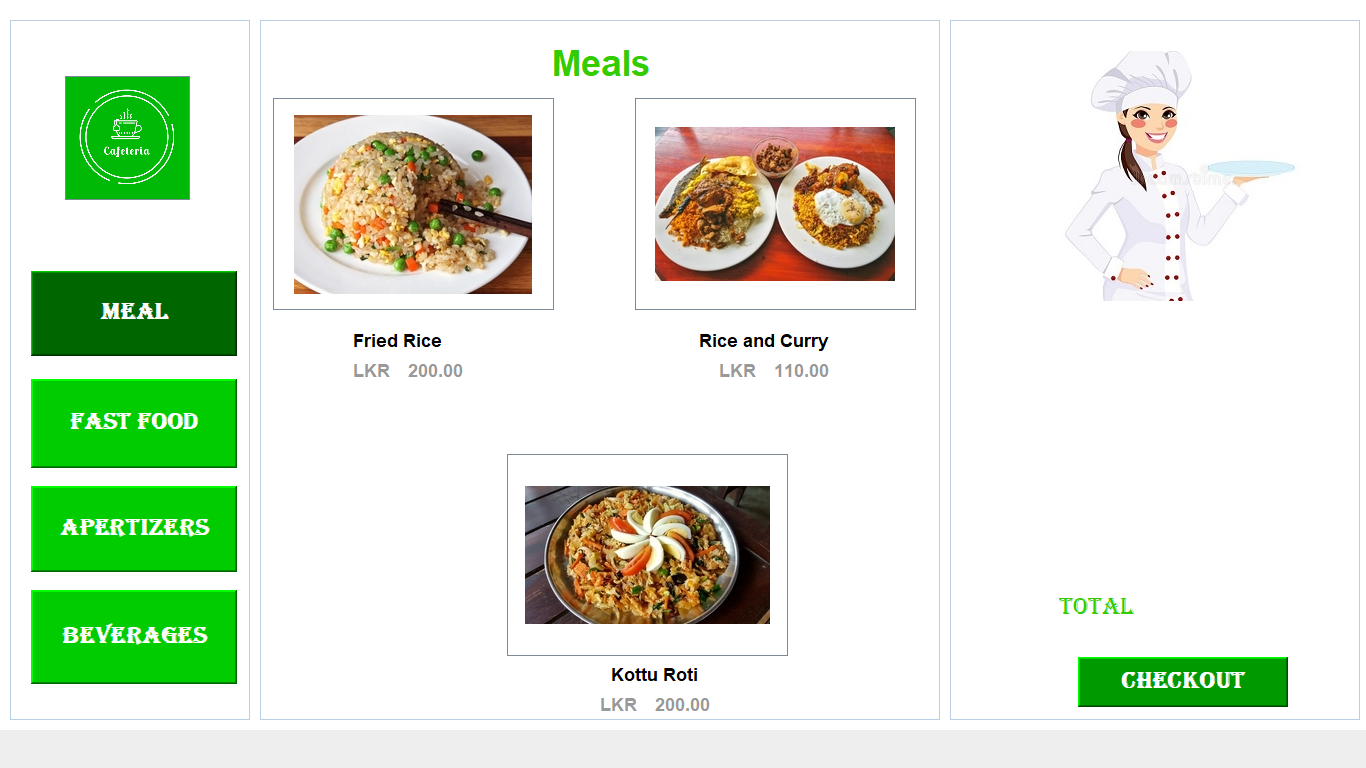 Cafeteria
MEAL
FAST FOOD
APERTIZERS
BEVERAGES
Meals
Fried Rice
LKR 200.00
Rice and Curry
LKR 110.00
Kottu Roti
LKR 200.00
TOTAL
CHECKOUT